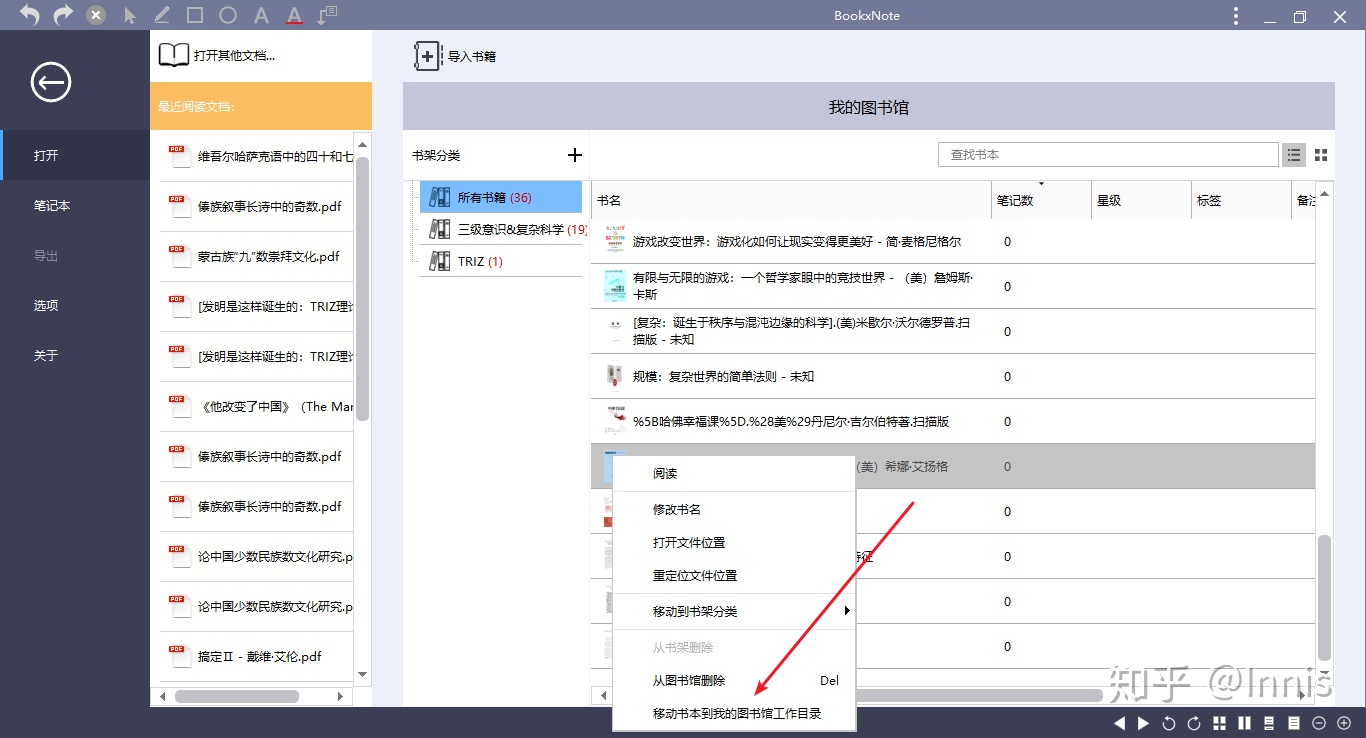 BookxNote
打开其他文档...
导入书籍
最近阅读文档：
我的图书馆
打开
笔记本
导出
选项
关于
维吾尔哈萨克语中的四十和七
傣族叙事长诗中的奇数.pdf
蒙古族“九”数崇拜文化.pdf
[发明是这样诞生的：TRIZ理论
[发明是这样诞生的：TRIZ理论
《他改变了中国》（The Mar
傣族叙事长诗中的奇数.pdf
傣族叙事长诗中的奇数.pdf
论中国少数民族数文化研究.p
论中国少数民族数文化研究.p
搞定Ⅱ - 戴维·艾伦.pdf
书架分类
所有书籍 (36)
三级意识&复杂科学 (19)
TRIZ (1)
查找书本
书名 笔记数 星级 标签 备注
游戏改变世界：游戏化如何让现实变得更美好 - 简·麦格尼格尔 0
有限与无限的游戏：一个哲学家眼中的竞技世界 - （美）詹姆斯·
卡斯 0
[复杂：诞生于秩序与混沌边缘的科学].(美)米歇尔·沃尔德罗普.扫
描版 - 未知 0
规模：复杂世界的简单法则 - 未知 0
%5B哈佛幸福课%5D.%28美%29丹尼尔·吉尔伯特著.扫描版 0
（美）希娜·艾扬格 0
0
特征 0
0
0
阅读
修改书名
打开文件位置
重定位文件位置
移动到书架分类
从书架删除
从图书馆删除 Del
移动书本到我的图书馆工作目录
知乎 @Innis